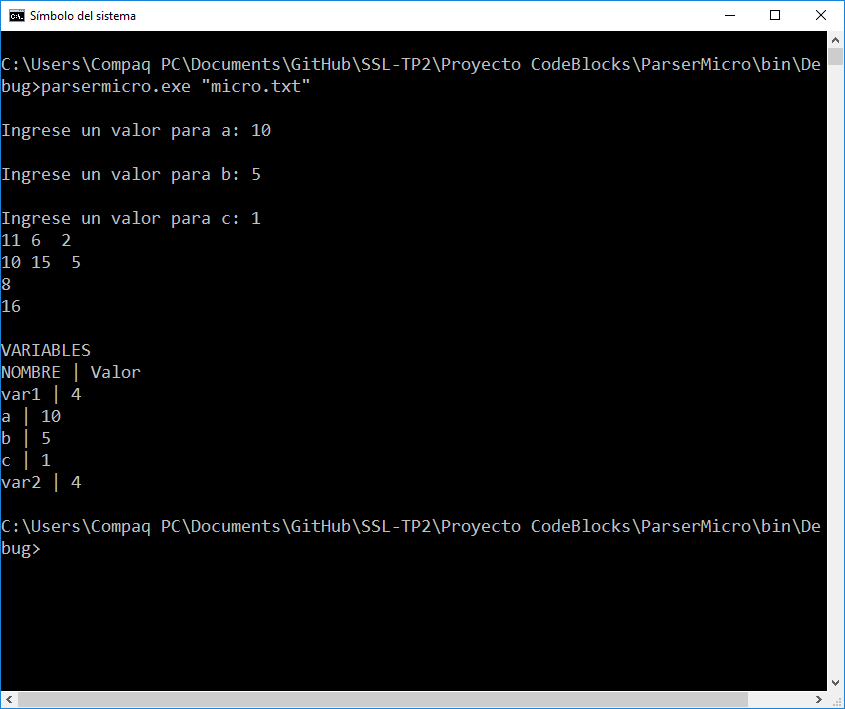 Símbolo del sistema
C:\Users\Compaq PC\Documents\GitHub\SSL-TP2\Proyecto CodeBlocks\ParserMicro\bin\De
bug>parsermicro.exe "micro.txt"
Ingrese un valor para a: 10
Ingrese un valor para b: 5
Ingrese un valor para c: 1
11 6  2
10 15  5
8
16
VARIABLES
NOMBRE | Valor
var1 | 4
a | 10
b | 5
c | 1
var2 | 4
C:\Users\Compaq PC\Documents\GitHub\SSL-TP2\Proyecto CodeBlocks\ParserMicro\bin\De
bug>